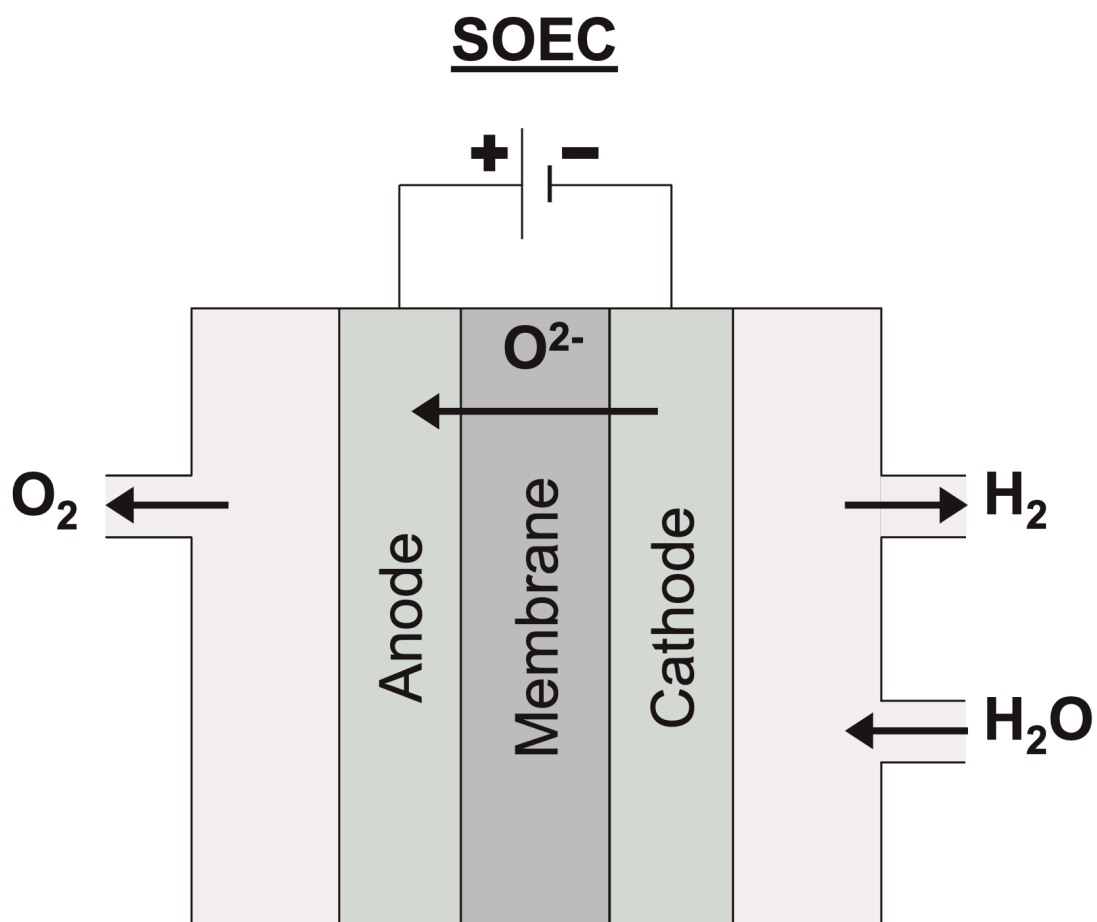 SOEC
+ −
O²⁻
O₂
H₂
Anode
Membrane
Cathode
H₂O